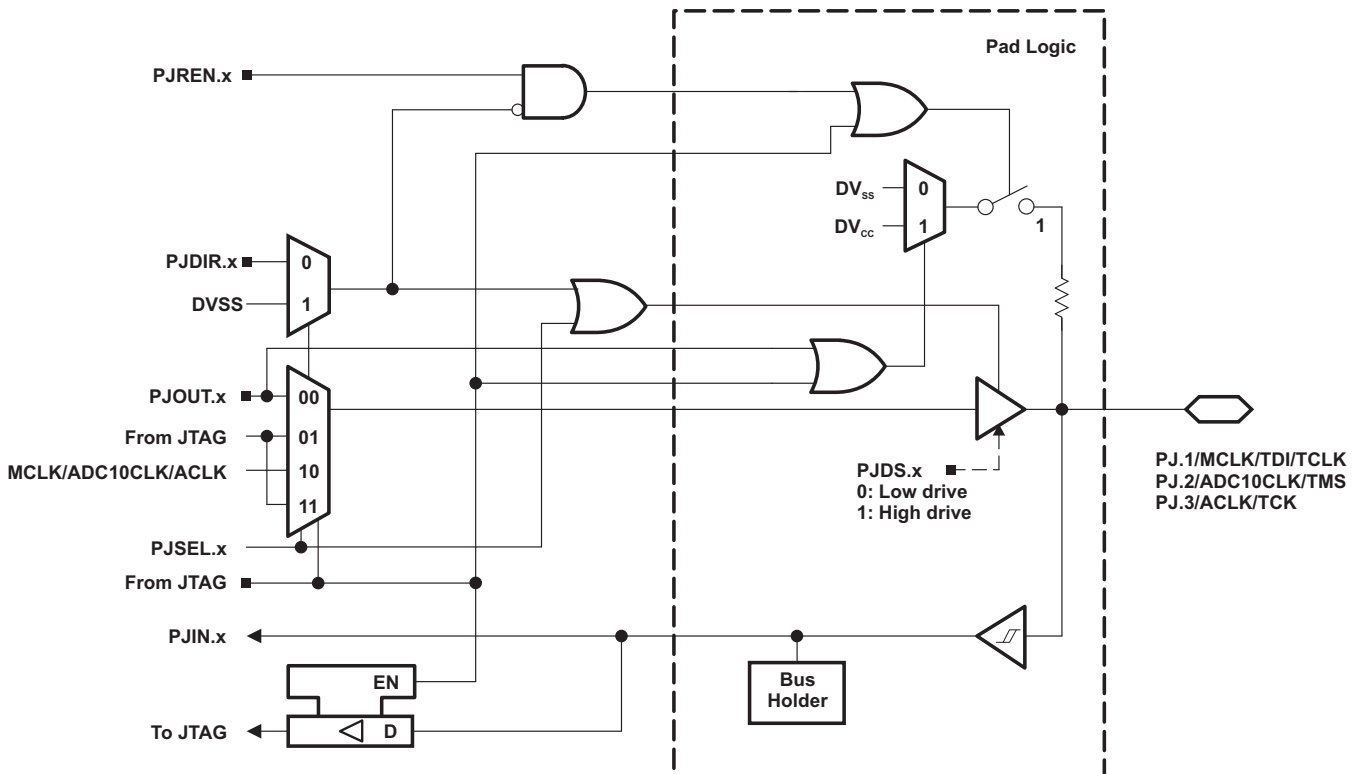 Pad Logic
PJREN.x
DVss
0
DVcc
1
1
PJDIR.x
0
DVSS
1
PJOUT.x
00
From JTAG
01
MCLK/ADC10CLK/ACLK
10
11
PJDS.x
0: Low drive
1: High drive
PJ.1/MCLK/TDI/TCLK
PJ.2/ADC10CLK/TMS
PJ.3/ACLK/TCK
PJSEL.x
From JTAG
PJIN.x
Bus
Holder
EN
To JTAG
D